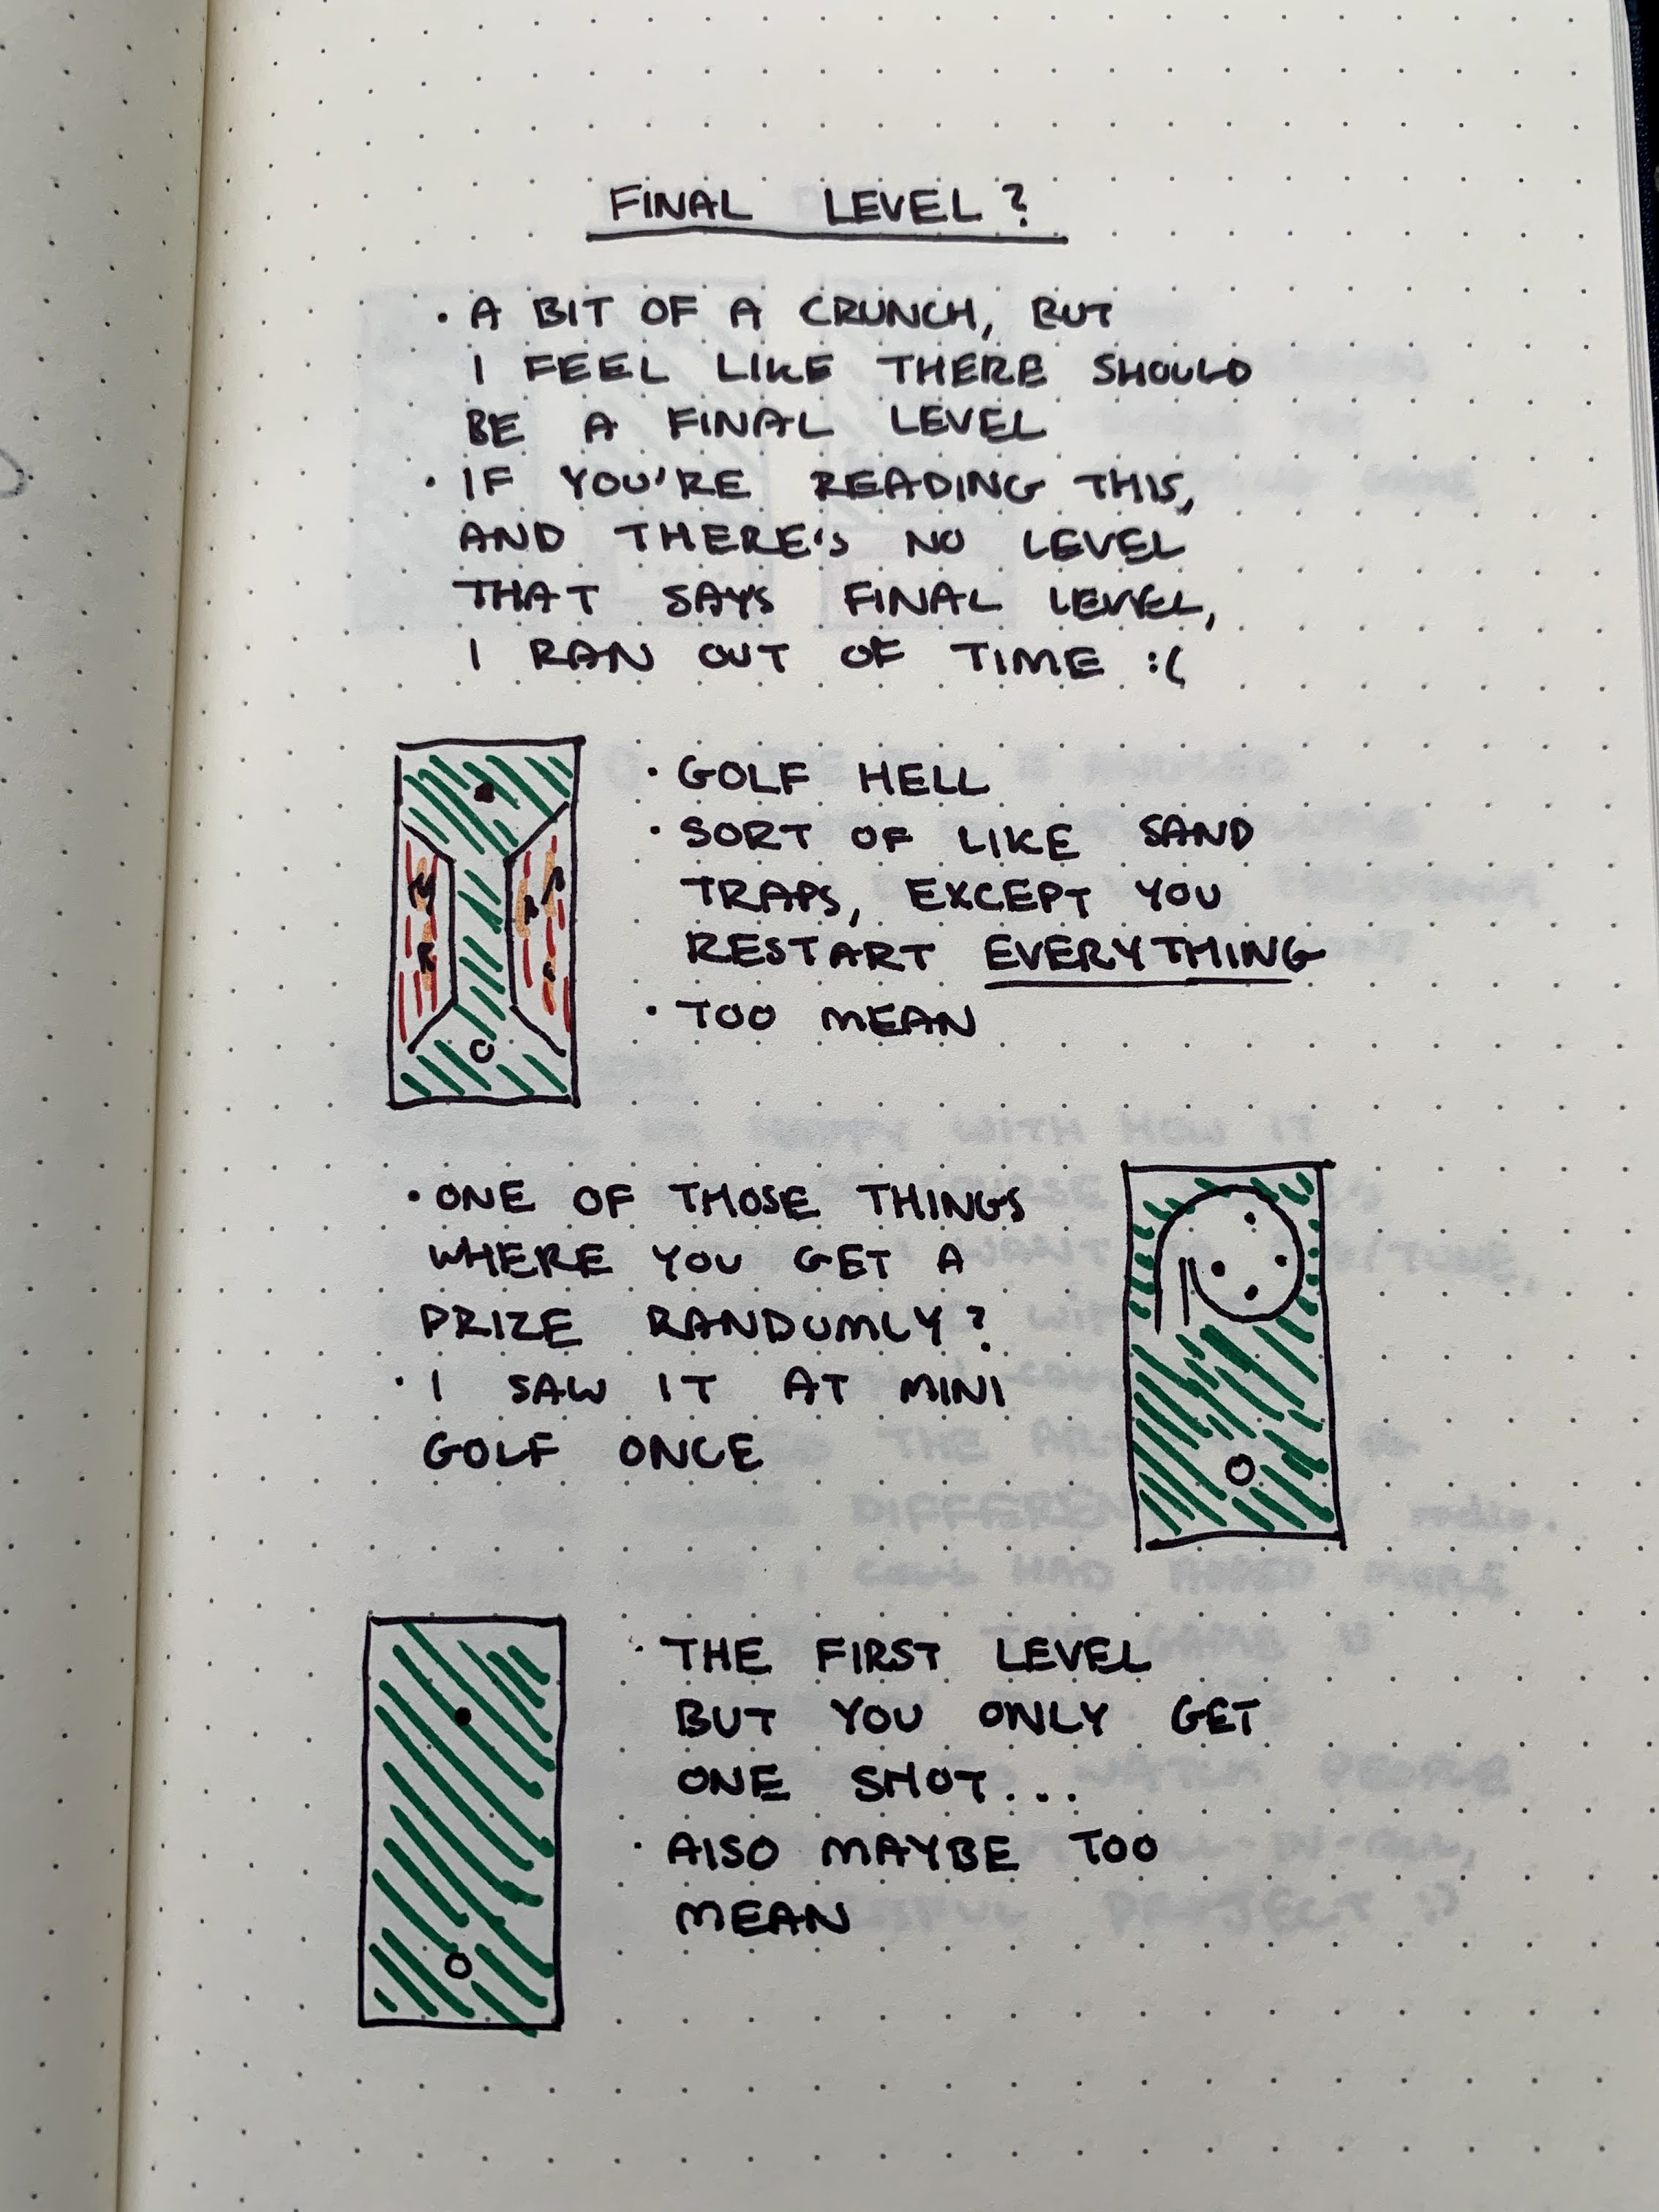 FINAL LEVEL?
• A BIT OF A CRUNCH, BUT
I FEEL LIKE THERE SHOULD
BE A FINAL LEVEL
• IF YOU'RE READING THIS,
AND THERE'S NO LEVEL
THAT SAYS FINAL LEVEL,
I RAN OUT OF TIME :(
• GOLF HELL
• SORT OF LIKE SAND
TRAPS, EXCEPT YOU
RESTART EVERYTHING
• TOO MEAN
• ONE OF THOSE THINGS
WHERE YOU GET A
PRIZE RANDOMLY?
• I SAW IT AT MINI
GOLF ONCE
• THE FIRST LEVEL
BUT YOU ONLY GET
ONE SHOT...
• ALSO MAYBE TOO
MEAN